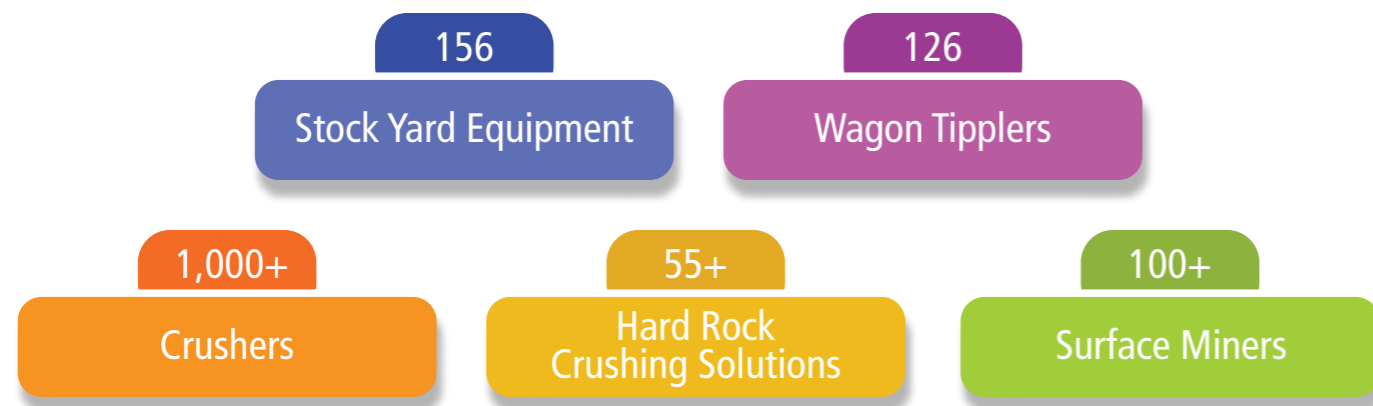 156
Stock Yard Equipment
126
Wagon Tipplers
1,000+
Crushers
55+
Hard Rock
Crushing Solutions
100+
Surface Miners